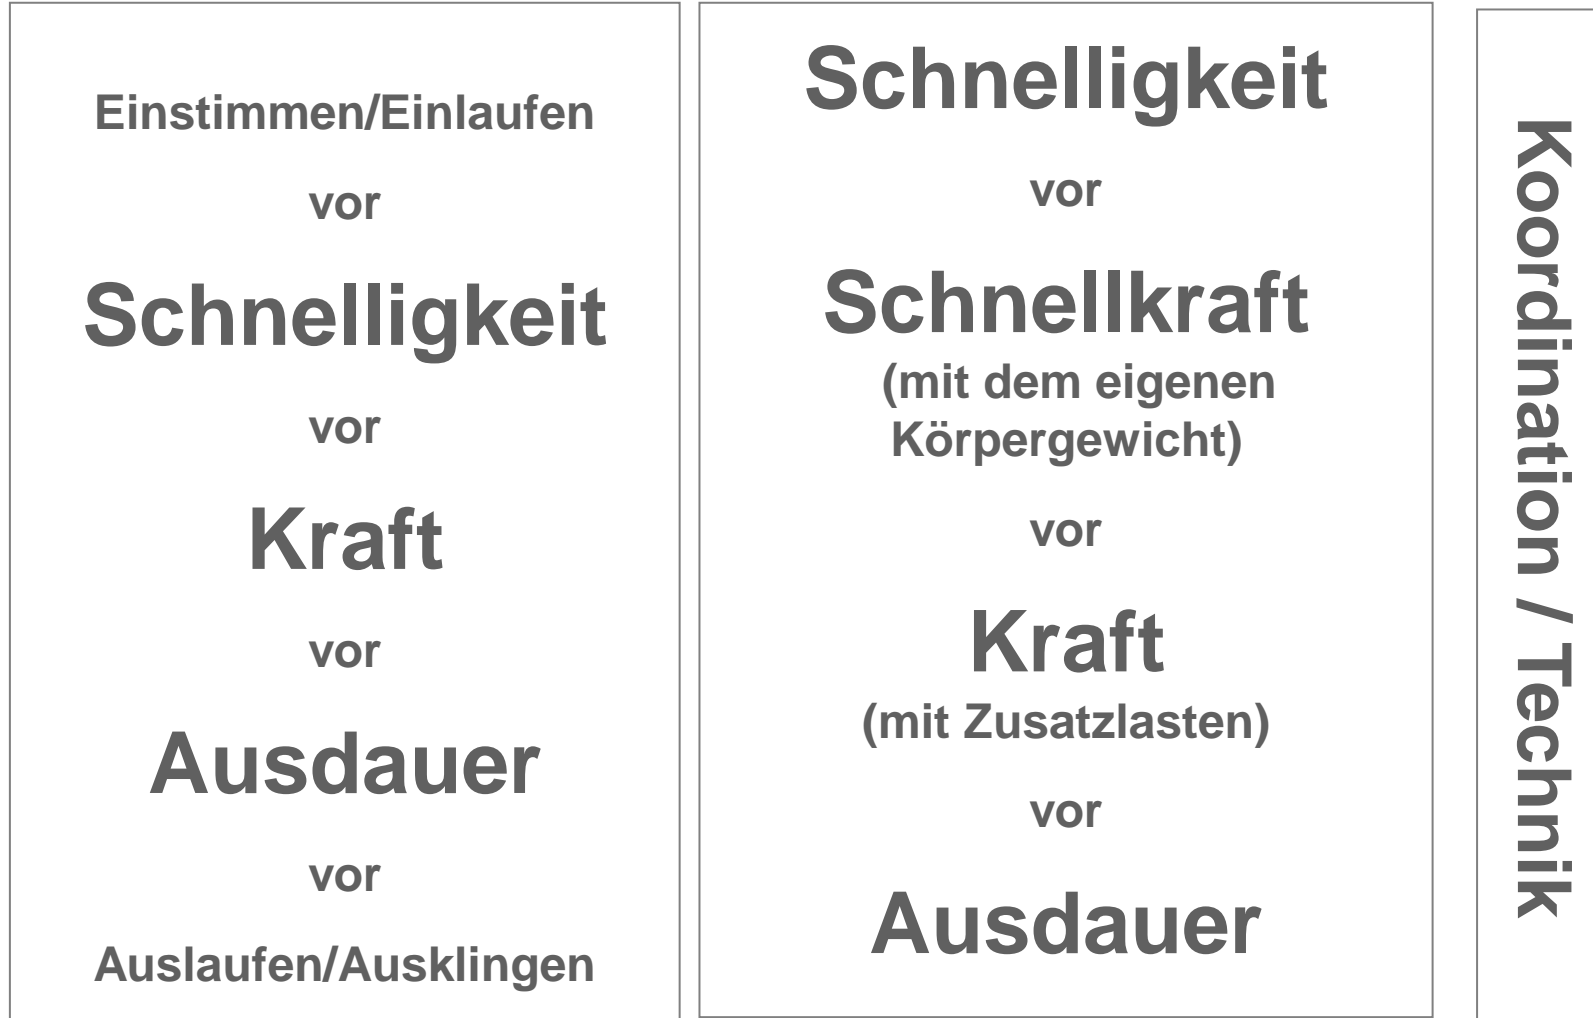 Einstimmen/Einlaufen
vor
Schnelligkeit
vor
Kraft
vor
Ausdauer
vor
Auslaufen/Ausklingen
Schnelligkeit
vor
Schnellkraft
(mit dem eigenen
Körpergewicht)
vor
Kraft
(mit Zusatzlasten)
vor
Ausdauer
Koordination / Technik